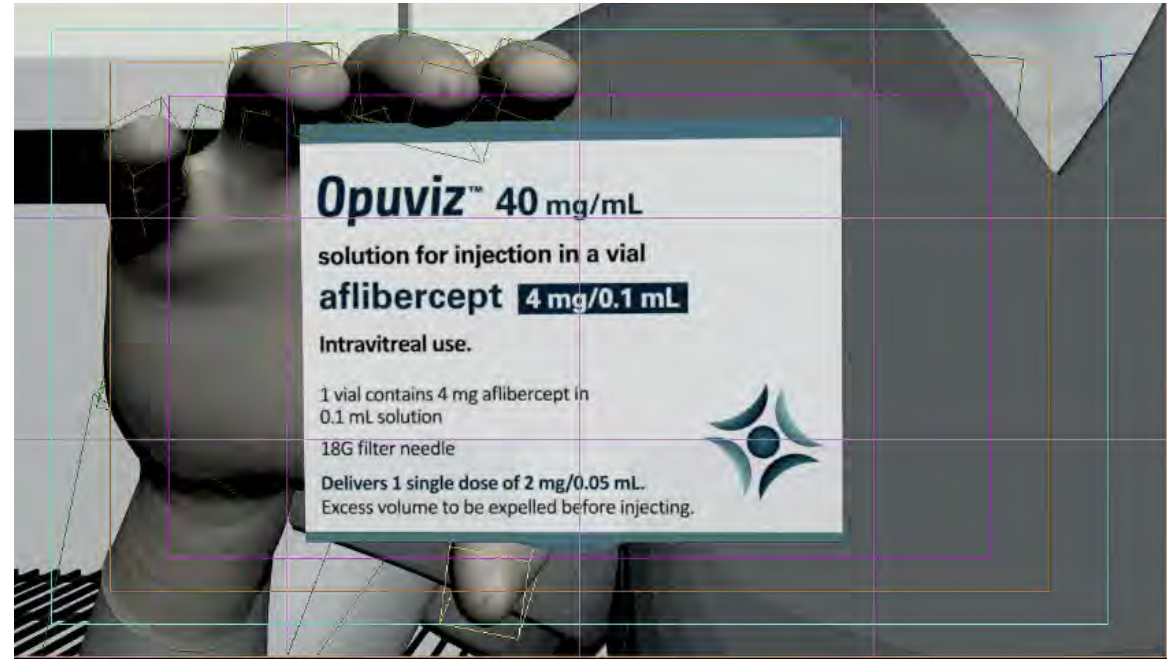 Opuviz™ 40 mg/mL
solution for injection in a vial
aflibercept 4 mg/0.1 mL
Intravitreal use.
1 vial contains 4 mg aflibercept in
0.1 mL solution
18G filter needle
Delivers 1 single dose of 2 mg/0.05 mL.
Excess volume to be expelled before injecting.